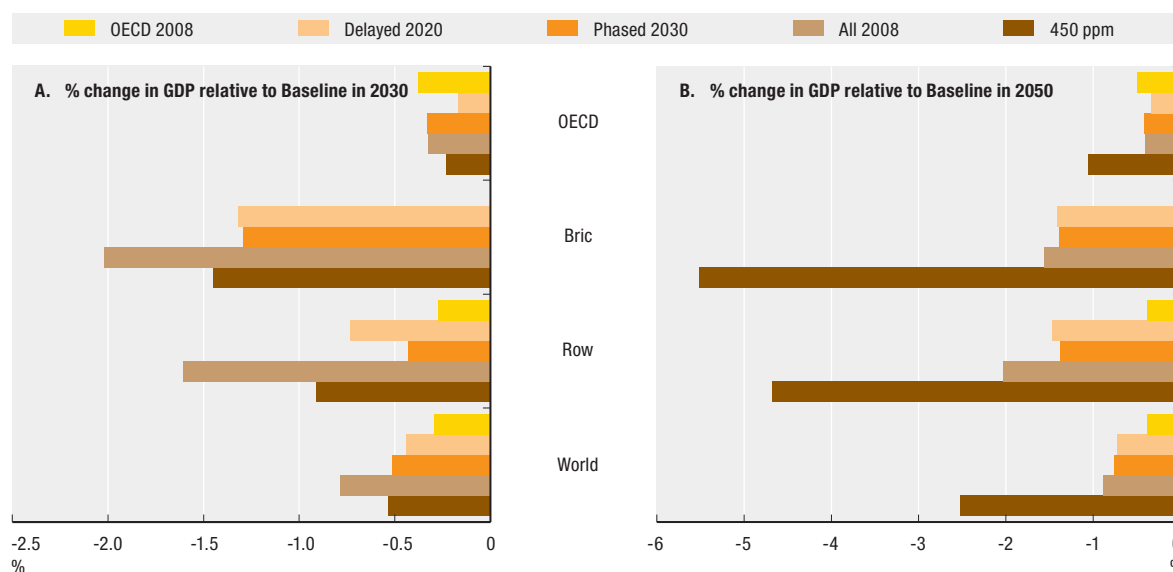 OECD 2008 Delayed 2020 Phased 2030 All 2008 450 ppm
A. % change in GDP relative to Baseline in 2030
B. % change in GDP relative to Baseline in 2050
OECD
Bric
Row
World
-2.5 -2.0 -1.5 -1.0 -0.5 0
%
-6 -5 -4 -3 -2 -1